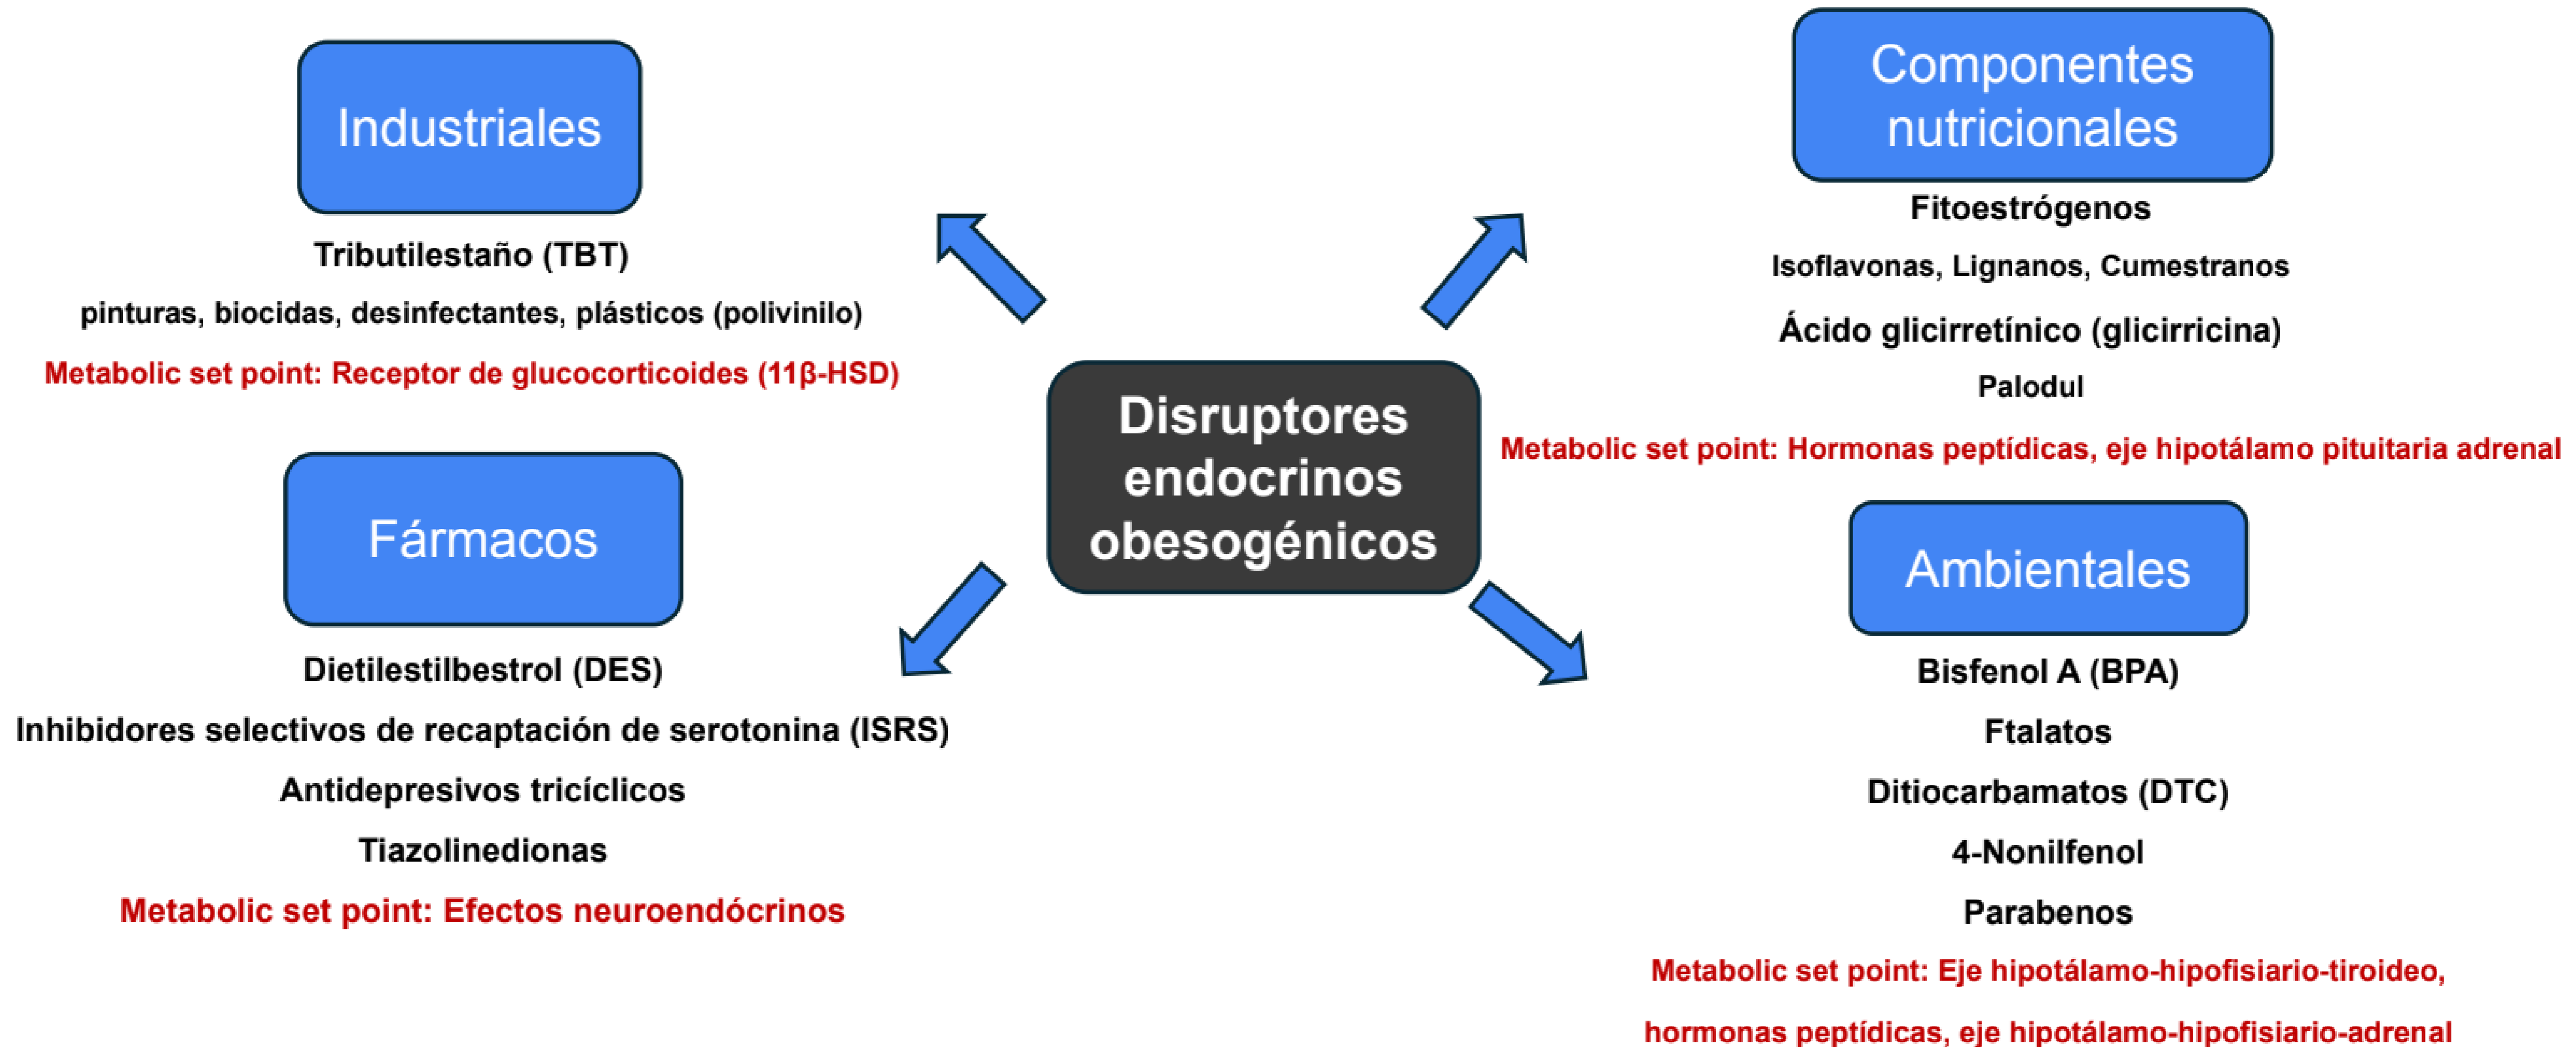 Industriales
Tributilestaño (TBT)
pinturas, biocidas, desinfectantes, plásticos (polivinilo)
Metabolic set point: Receptor de glucocorticoides (11β-HSD)
Componentes
nutricionales
Fitoestrógenos
Isoflavonas, Lignanos, Cumestranos
Ácido glicirretínico (glicirricina)
Palodul
Metabolic set point: Hormonas peptídicas, eje hipotálamo pituitaria adrenal
Disruptores
endocrinos
obesogénicos
Fármacos
Dietilestilbestrol (DES)
Inhibidores selectivos de recaptación de serotonina (ISRS)
Antidepresivos tricíclicos
Tiazolinedionas
Metabolic set point: Efectos neuroendócrinos
Ambientales
Bisfenol A (BPA)
Ftalatos
Ditiocarbamatos (DTC)
4-Nonilfenol
Parabenos
Metabolic set point: Eje hipotálamo-hipofisiario-tiroideo,
hormonas peptídicas, eje hipotálamo-hipofisiario-adrenal